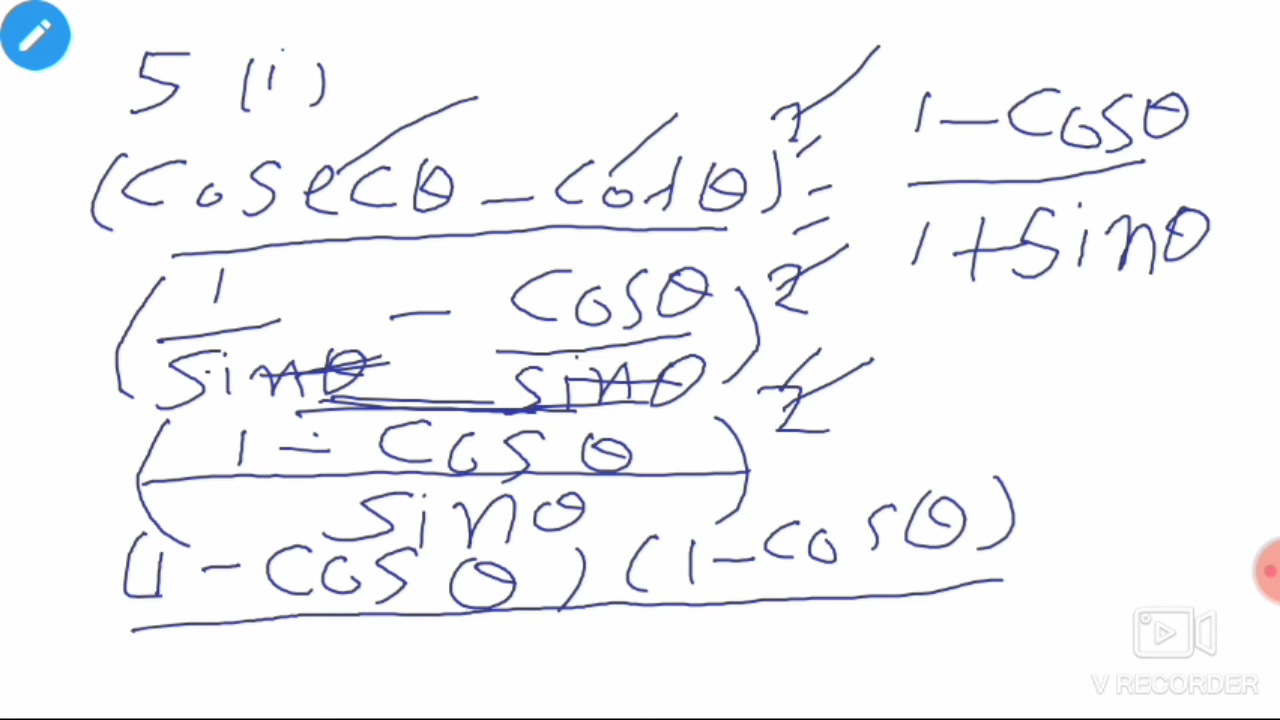 5 (i)
(Cosecθ - Cotθ)² = 1 - Cosθ / 1 + Sinθ
(1 / Sinθ - Cosθ / Sinθ)²
(1 - Cosθ / Sinθ)²
(1 - Cosθ) (1 - Cosθ)
V RECORDER